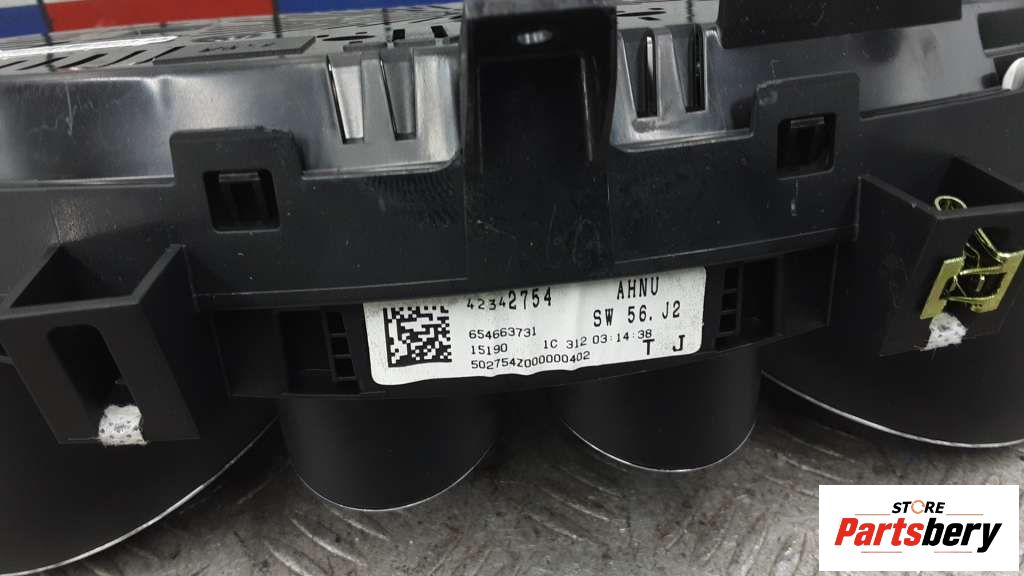 42342754 AHNU
SW 56. J2
654663731
15190 1C 312 03:14:38
502754Z000000402 T J
STORE
Partsbery